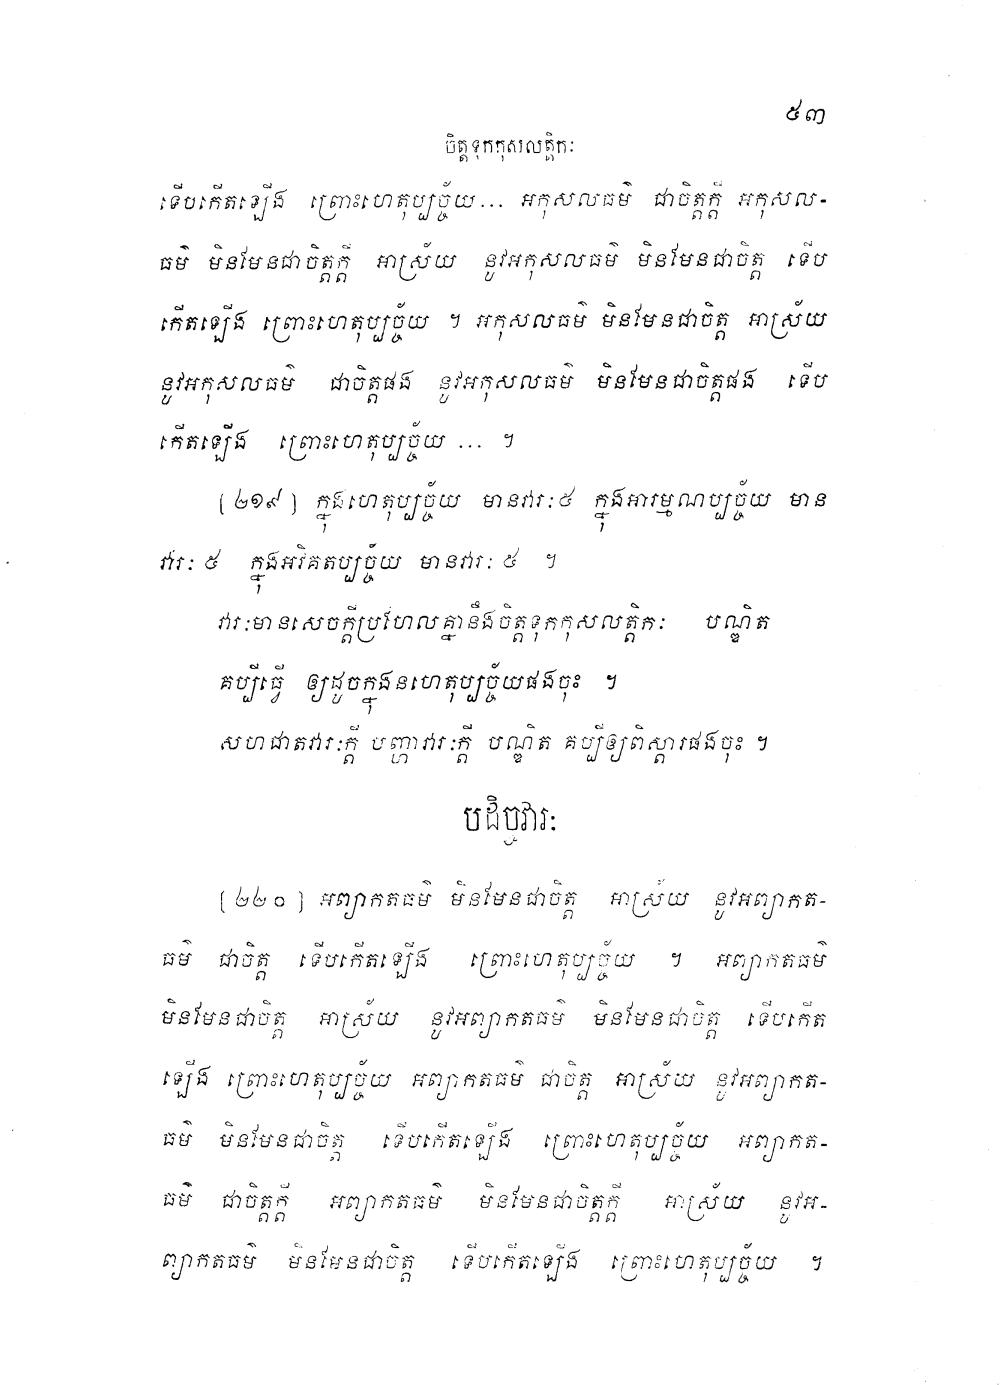 ៥៣
ចិត្តទុកកុសលត្តិកៈ
ទើបកើតឡើង ព្រោះហេតុប្បច្ច័យ... អកុសលធម៌ ជាចិត្តក្តី អកុសល-
ធម៌ មិនមែនជាចិត្តក្តី អាស្រ័យ នូវអកុសលធម៌ មិនមែនជាចិត្ត ទើប
កើតឡើង ព្រោះហេតុប្បច្ច័យ ។ អកុសលធម៌ មិនមែនជាចិត្ត អាស្រ័យ
នូវអកុសលធម៌ ជាចិត្តផង នូវអកុសលធម៌ មិនមែនជាចិត្តផង ទើប
កើតឡើង ព្រោះហេតុប្បច្ច័យ ... ។
[២១៩] ក្នុងហេតុប្បច្ច័យ មានវារៈ៥ ក្នុងអារម្មណប្បច្ច័យ មាន
វារៈ ៥ ក្នុងអវិគតប្បច្ច័យ មានវារៈ ៥ ។
វារៈមានសេចក្តីប្រហែលគ្នានឹងចិត្តទុកកុសលត្តិកៈ បណ្ឌិត
គប្បីធ្វើ ឲ្យដូចក្នុងនហេតុប្បច្ច័យផងចុះ ។
សហជាតវារៈក្តី បញ្ហាវារៈក្តី បណ្ឌិត គប្បីឲ្យពិស្តារផងចុះ ។
បដិច្ចវារៈ
[២២០] អព្យាកតធម៌ មិនមែនជាចិត្ត អាស្រ័យ នូវអព្យាកត-
ធម៌ ជាចិត្ត ទើបកើតឡើង ព្រោះហេតុប្បច្ច័យ ។ អព្យាកតធម៌
មិនមែនជាចិត្ត អាស្រ័យ នូវអព្យាកតធម៌ មិនមែនជាចិត្ត ទើបកើត
ឡើង ព្រោះហេតុប្បច្ច័យ អព្យាកតធម៌ ជាចិត្ត អាស្រ័យ នូវអព្យាកត-
ធម៌ មិនមែនជាចិត្ត ទើបកើតឡើង ព្រោះហេតុប្បច្ច័យ អព្យាកត-
ធម៌ ជាចិត្តក្តី អព្យាកតធម៌ មិនមែនជាចិត្តក្តី អាស្រ័យ នូវអ-
ព្យាកតធម៌ មិនមែនជាចិត្ត ទើបកើតឡើង ព្រោះហេតុប្បច្ច័យ ។